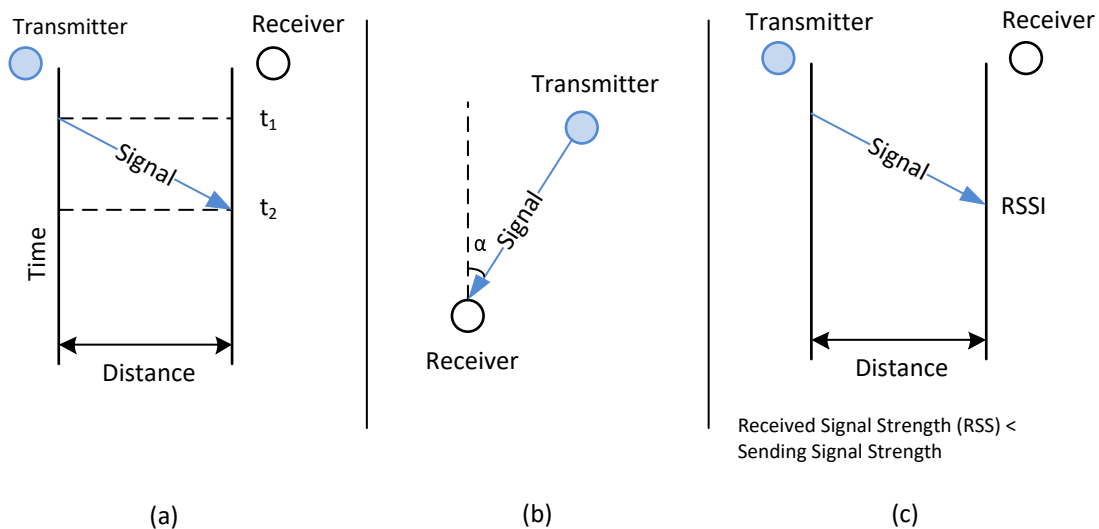 Transmitter
Receiver
t1
Signal
t2
Time
Distance
(a)
Transmitter
α
Signal
Receiver
(b)
Transmitter
Receiver
Signal
RSSI
Distance
Received Signal Strength (RSS) <
Sending Signal Strength
(c)